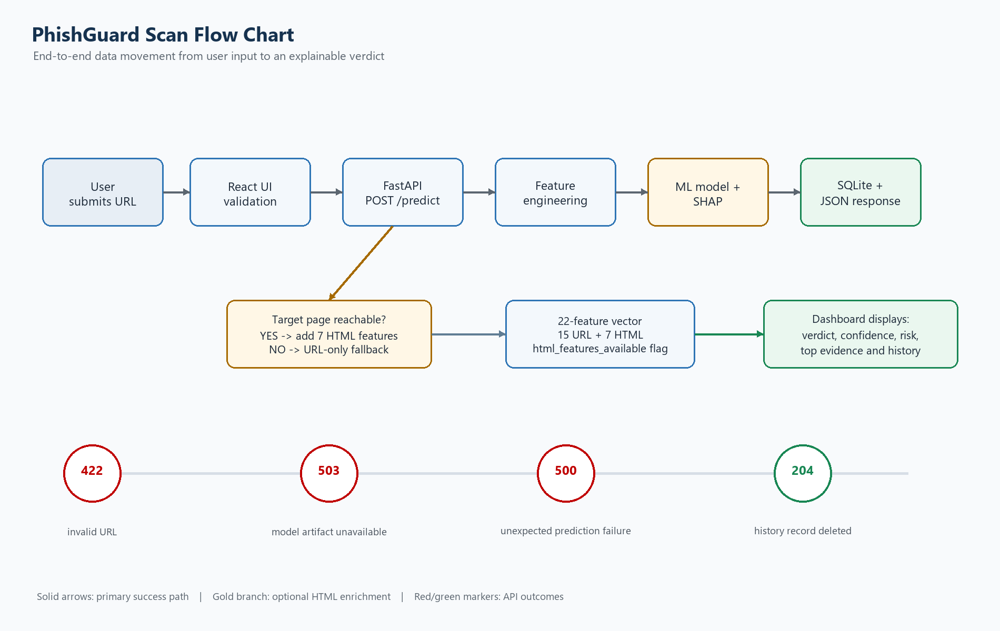 PhishGuard Scan Flow Chart
End-to-end data movement from user input to an explainable verdict
User
submits URL
React UI
validation
FastAPI
POST /predict
Feature
engineering
ML model +
SHAP
SQLite +
JSON response
Target page reachable?
YES -> add 7 HTML features
NO -> URL-only fallback
22-feature vector
15 URL + 7 HTML
html_features_available flag
Dashboard displays:
verdict, confidence, risk,
top evidence and history
422
invalid URL
503
model artifact unavailable
500
unexpected prediction failure
204
history record deleted
Solid arrows: primary success path | Gold branch: optional HTML enrichment | Red/green markers: API outcomes